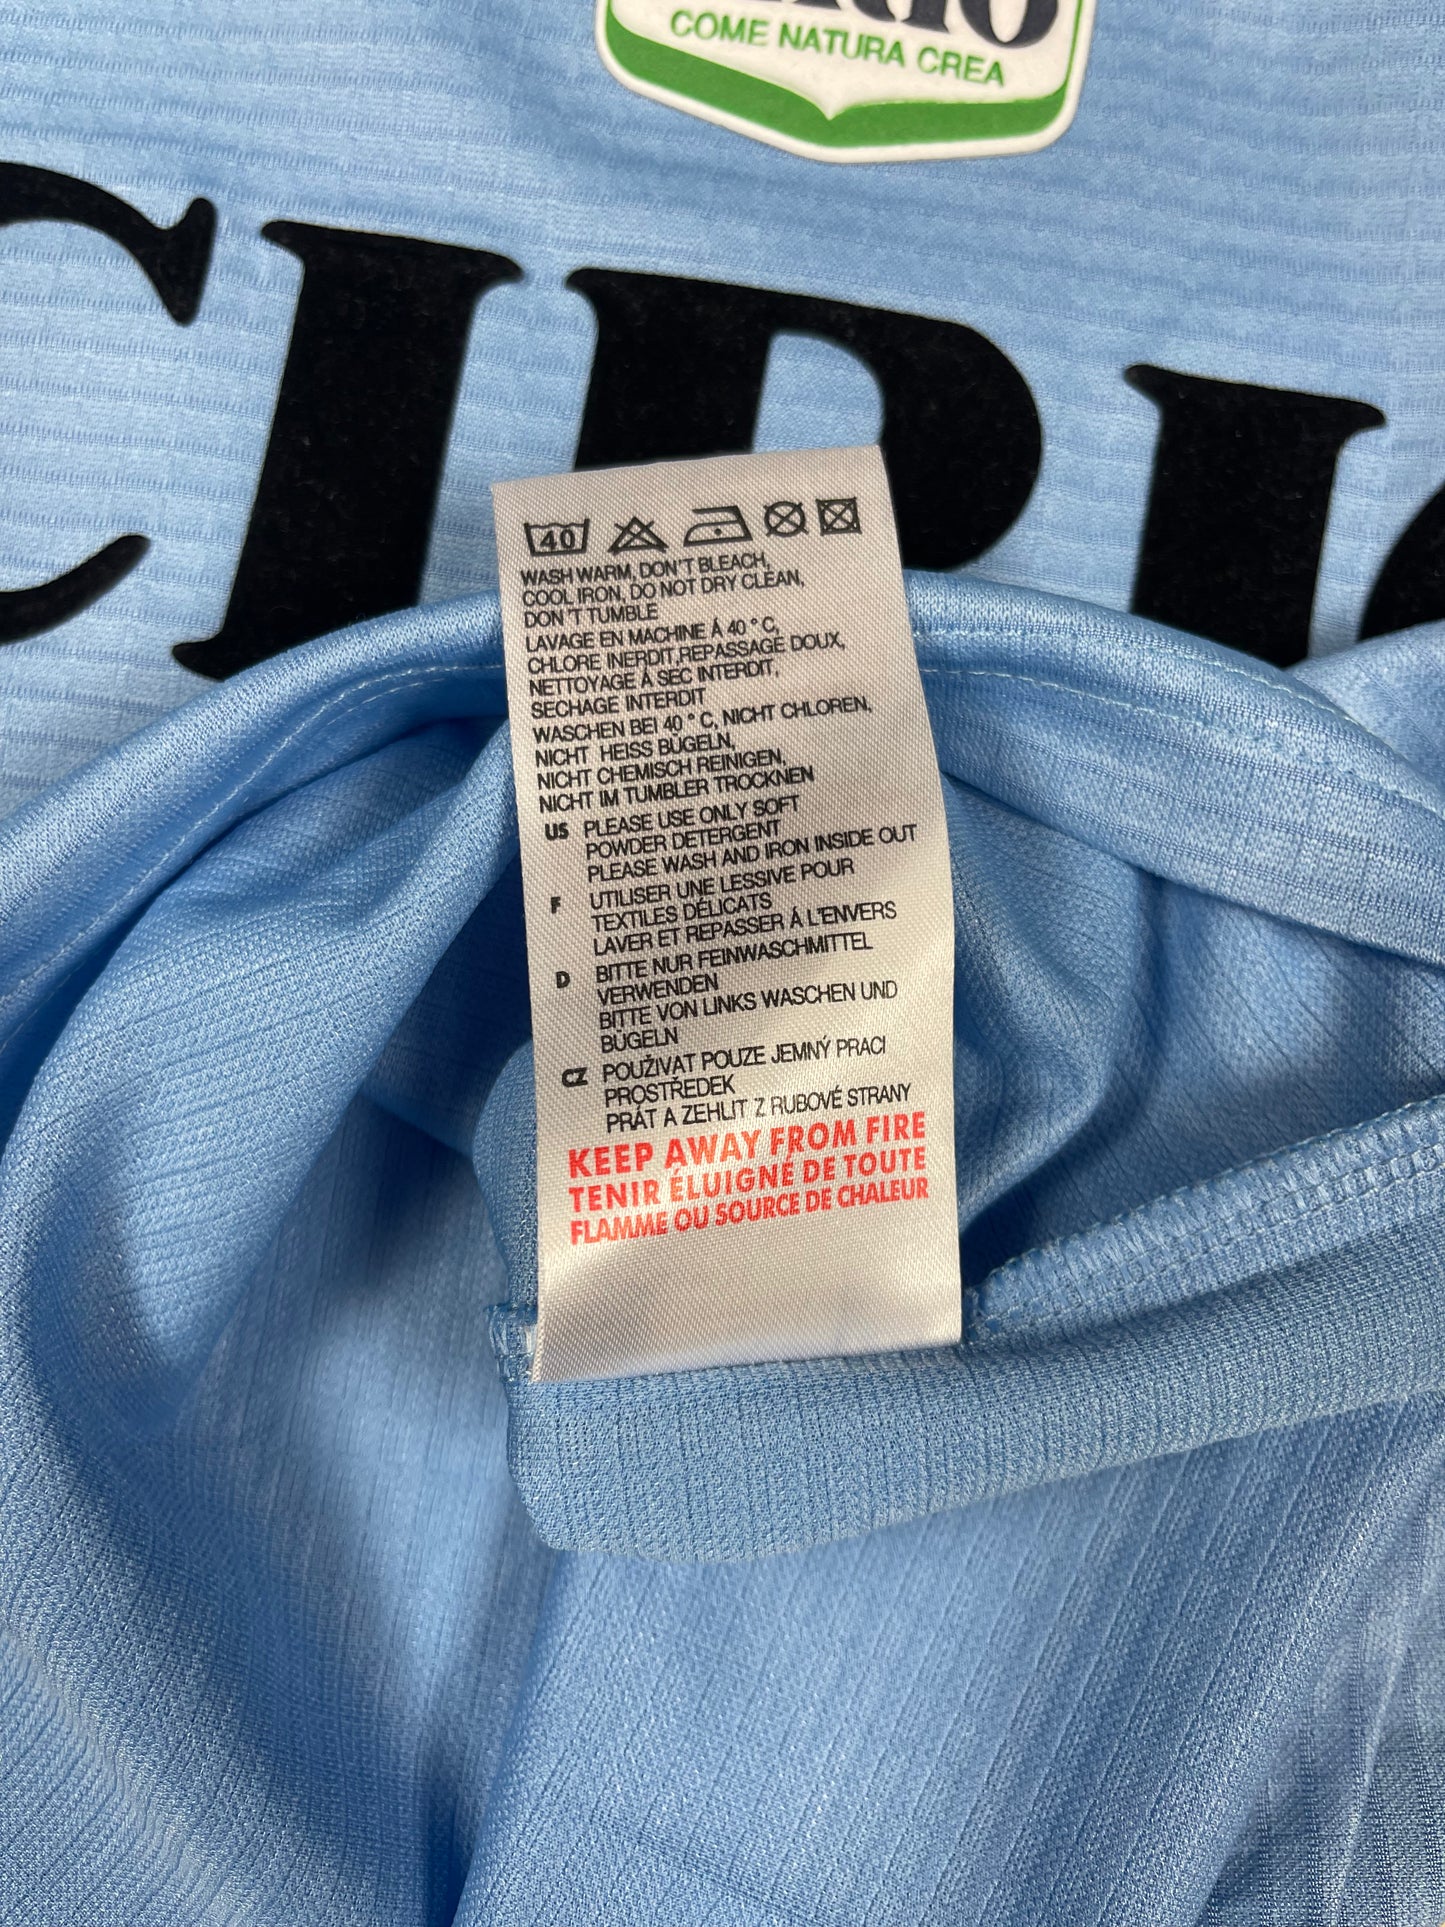 COME NATURA CREA
CIRIO
40
WASH WARM, DON'T BLEACH,
COOL IRON, DO NOT DRY CLEAN,
DON'T TUMBLE
LAVAGE EN MACHINE Á 40 ° C,
CHLORE INERDIT,REPASSAGE DOUX,
NETTOYAGE À SEC INTERDIT,
SECHAGE INTERDIT
WASCHEN BEI 40 ° C, NICHT CHLOREN,
NICHT HEISS BÜGELN,
NICHT CHEMISCH REINIGEN,
NICHT IM TUMBLER TROCKNEN
US PLEASE USE ONLY SOFT
POWDER DETERGENT
PLEASE WASH AND IRON INSIDE OUT
F UTILISER UNE LESSIVE POUR
TEXTILES DÉLICATS
LAVER ET REPASSER Á L'ENVERS
D BITTE NUR FEINWASCHMITTEL
VERWENDEN
BITTE VON LINKS WASCHEN UND
BÜGELN
CZ POUŽIVAT POUZE JEMNÝ PRACI
PROSTŘEDEK
PRÁT A ZEHLIT Z RUBOVÉ STRANY
KEEP AWAY FROM FIRE
TENIR ÉLUIGNÉ DE TOUTE
FLAMME OU SOURCE DE CHALEUR